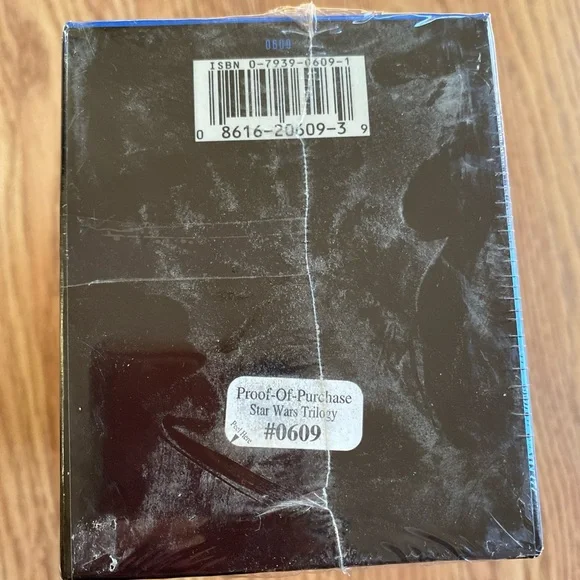 0609
ISBN 0-7939-0609-1
0 8616-20609-3 9
Proof-Of-Purchase
Star Wars Trilogy
#0609
Peel Here